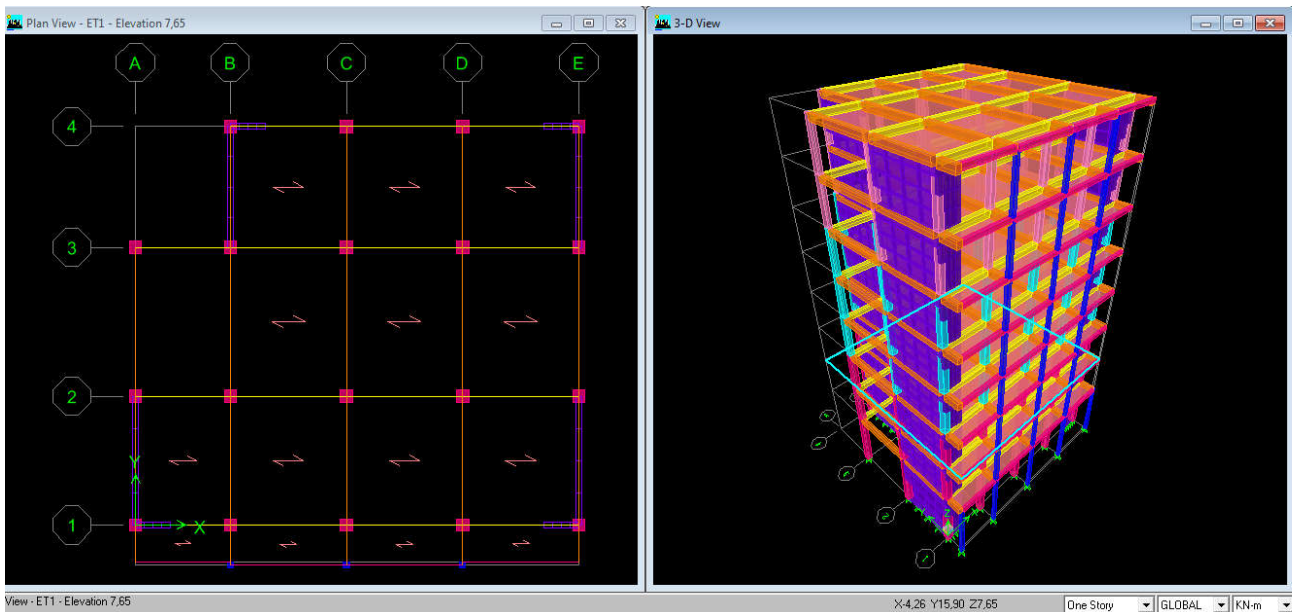 Plan View - ET1 - Elevation 7,65
3-D View
A B C D E
4
3
2
Y
1
X
Z
View - ET1 - Elevation 7,65
X-4,26 Y15,90 Z7,65
One Story
GLOBAL
KN-m